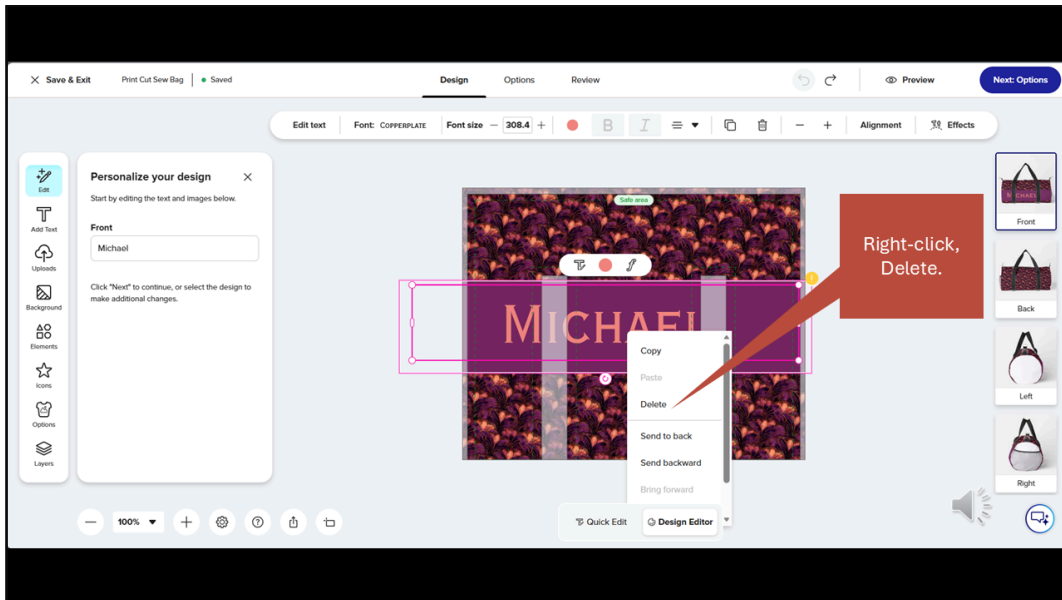 Save & Exit
Print Cut Sew Bag
Saved
Design
Options
Review
Preview
Next: Options
Edit text
Font: Copperplate
Font size
308.4
B
I
Alignment
Effects
Edit
Add Text
Uploads
Background
Elements
Icons
Options
Layers
Personalize your design
Start by editing the text and images below.
Front
Michael
Click "Next" to continue, or select the design to
make additional changes.
Safe area
Michael
Copy
Paste
Delete
Send to back
Send backward
Bring forward
Right-click,
Delete.
MICHAEL
Front
Back
Left
Right
100%
Quick Edit
Design Editor